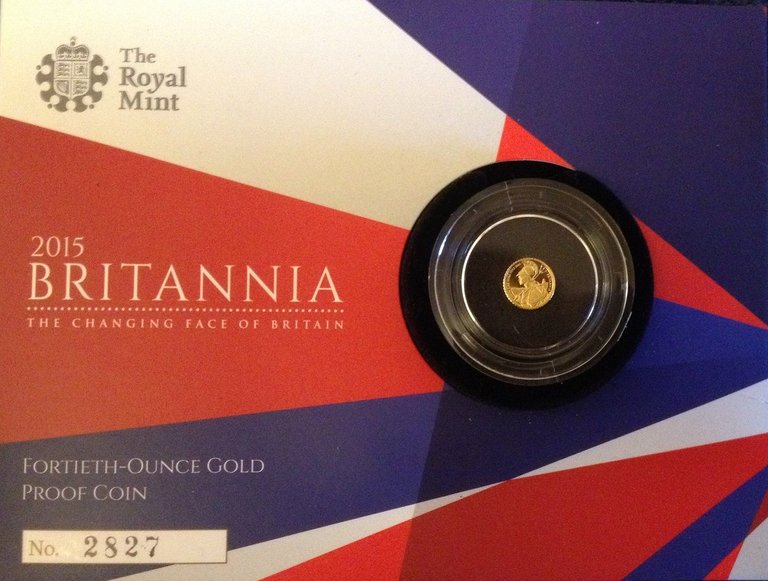 The
Royal
Mint
2015
BRITANNIA
THE CHANGING FACE OF BRITAIN
FORTIETH-OUNCE GOLD
PROOF COIN
No. 2827